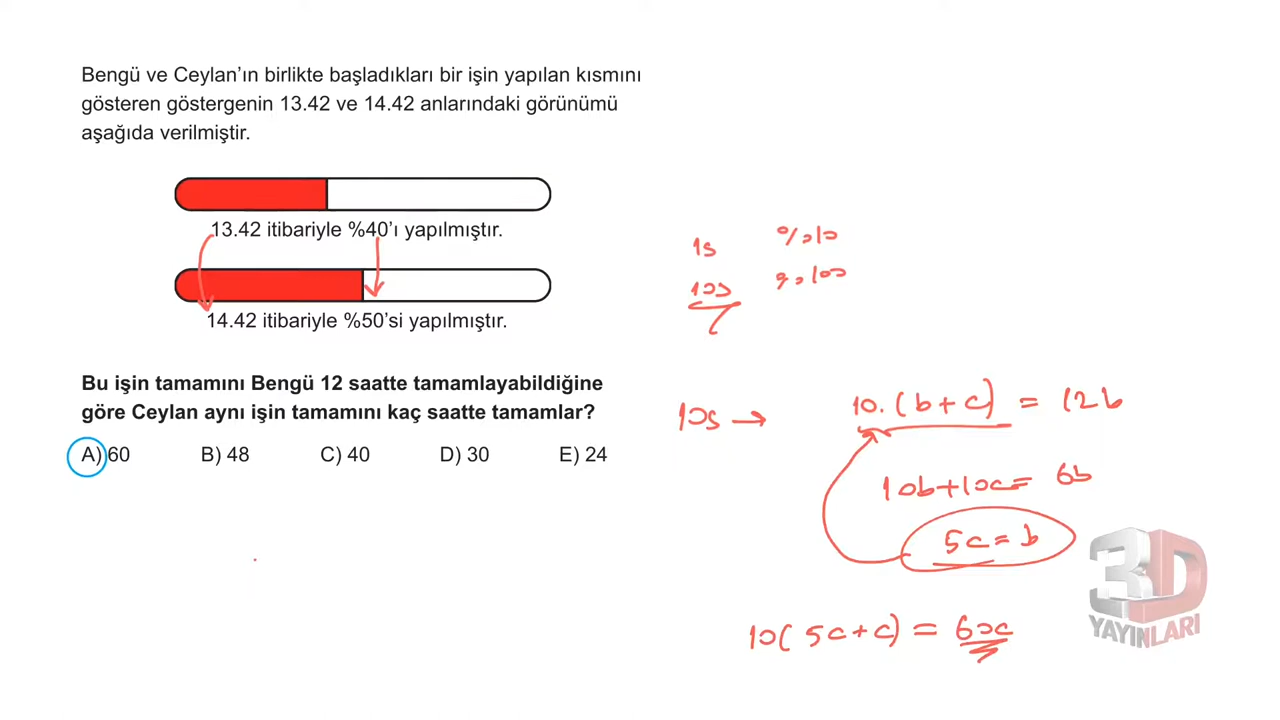 Bengü ve Ceylan'ın birlikte başladıkları bir işin yapılan kısmını
gösteren göstergenin 13.42 ve 14.42 anlarındaki görünümü
aşağıda verilmiştir.
13.42 itibariyle %40'ı yapılmıştır.
14.42 itibariyle %50'si yapılmıştır.
Bu işin tamamını Bengü 12 saatte tamamlayabildiğine
göre Ceylan aynı işin tamamını kaç saatte tamamlar?
A) 60 B) 48 C) 40 D) 30 E) 24
1s %10
10s %100
10s → 10.(b+c) = 12b
10b+10c= 6b
5c=b
10(5c+c) = 60c
3D
YAYINLARI